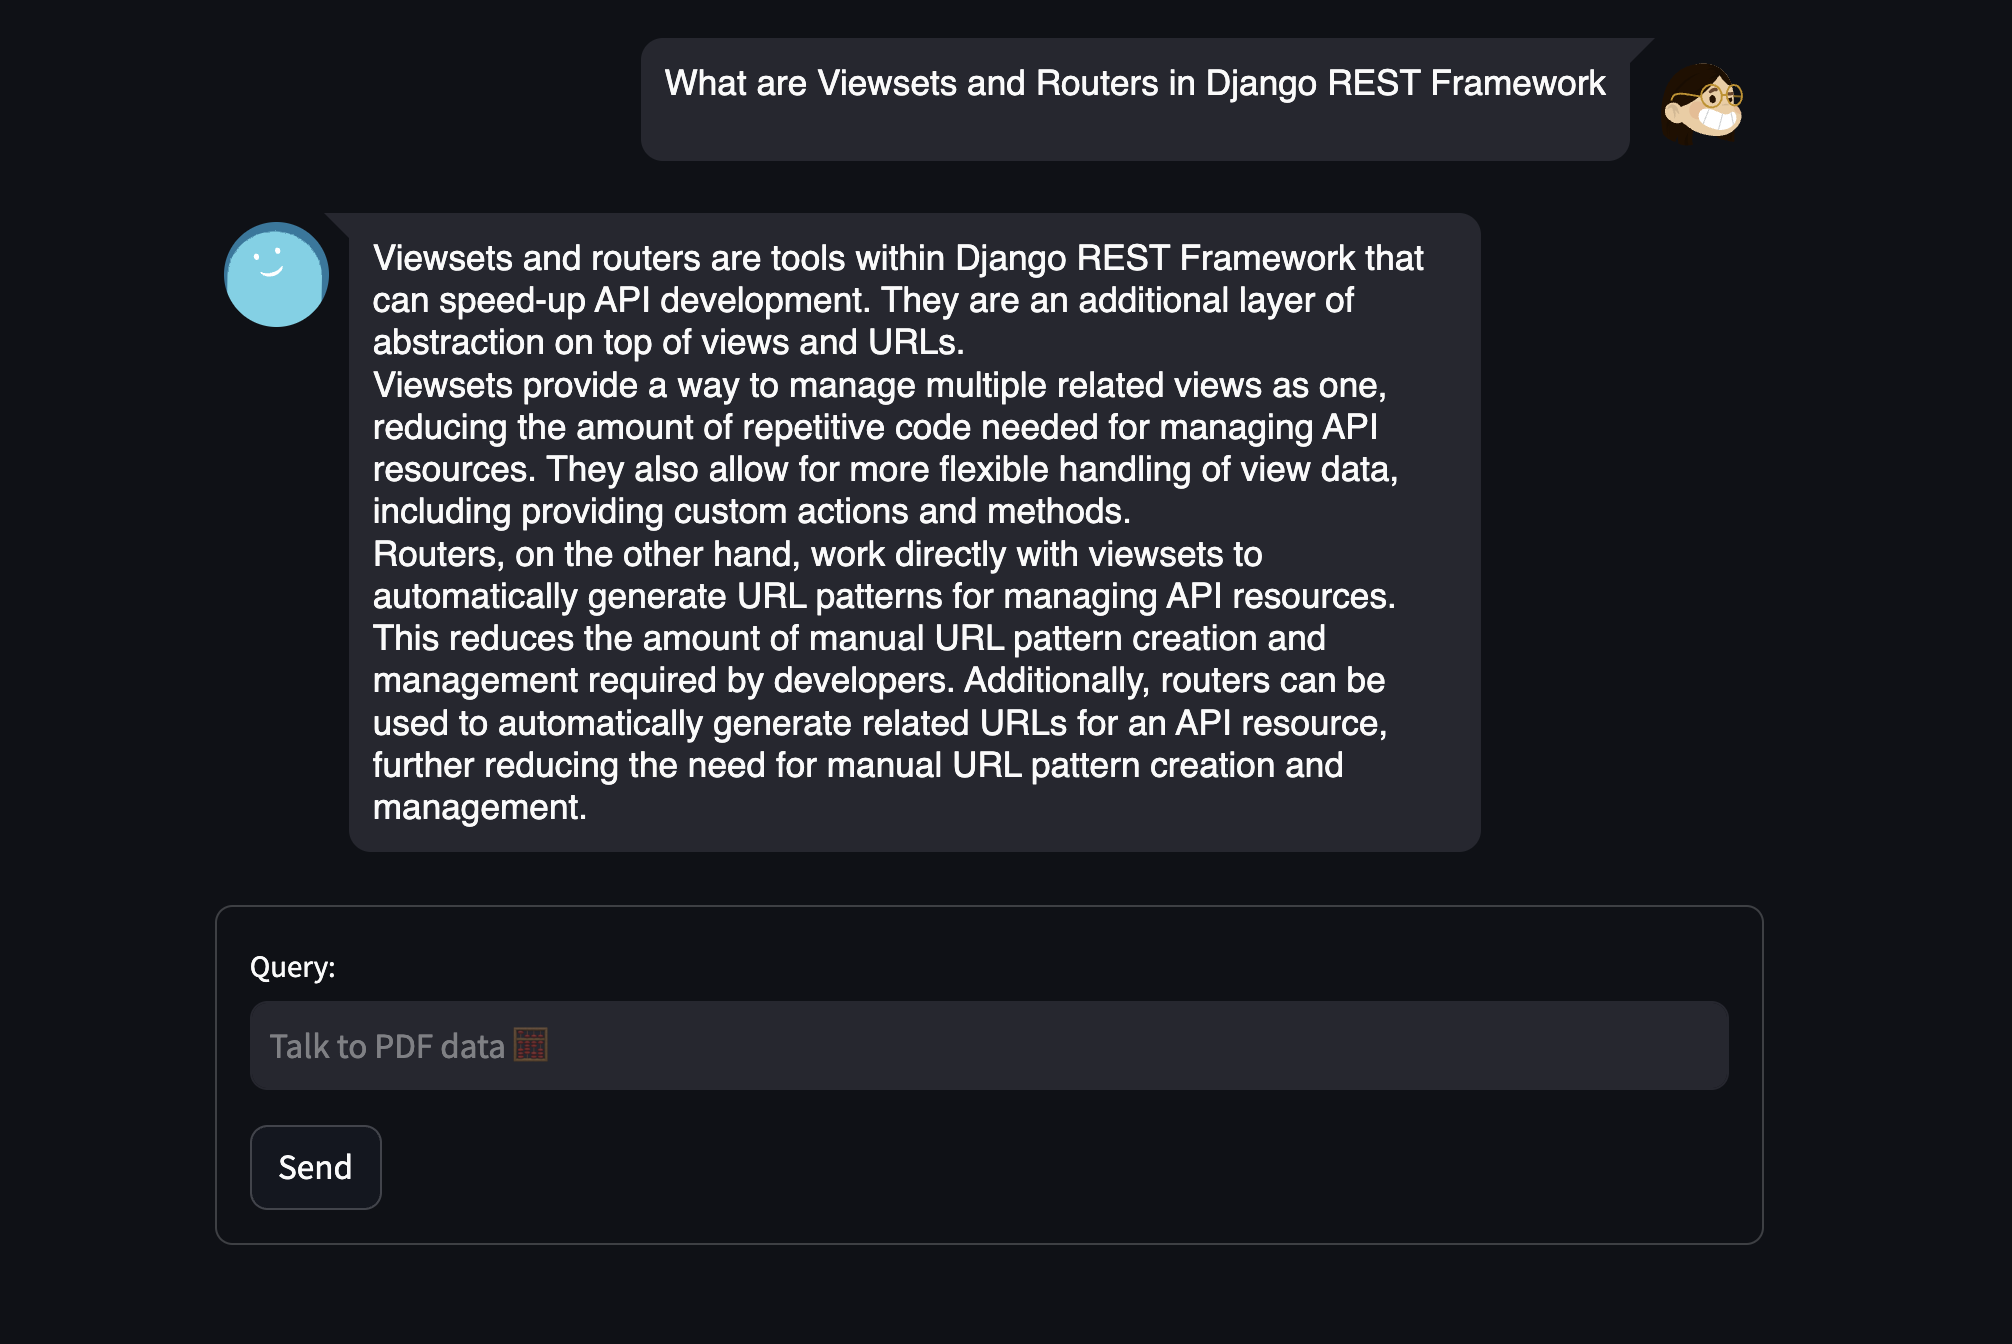 What are Viewsets and Routers in Django REST Framework
Viewsets and routers are tools within Django REST Framework that
can speed-up API development. They are an additional layer of
abstraction on top of views and URLs.
Viewsets provide a way to manage multiple related views as one,
reducing the amount of repetitive code needed for managing API
resources. They also allow for more flexible handling of view data,
including providing custom actions and methods.
Routers, on the other hand, work directly with viewsets to
automatically generate URL patterns for managing API resources.
This reduces the amount of manual URL pattern creation and
management required by developers. Additionally, routers can be
used to automatically generate related URLs for an API resource,
further reducing the need for manual URL pattern creation and
management.
Query:
Talk to PDF data 🧮
Send